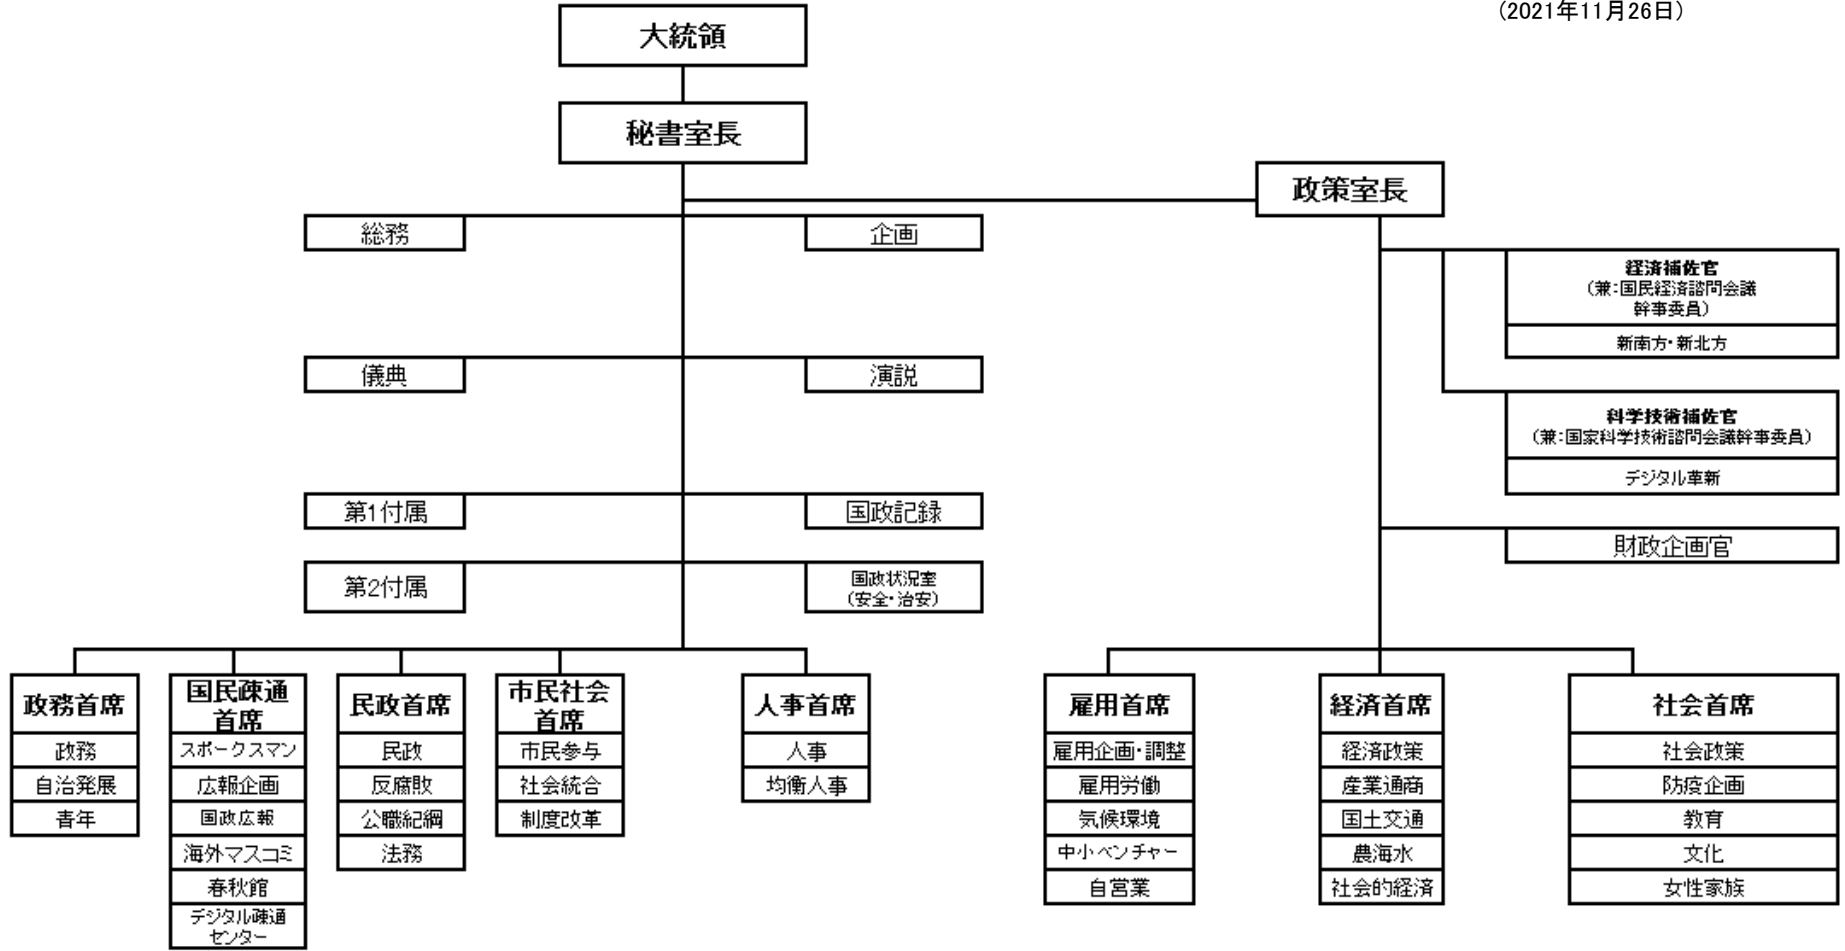 （2021年11月26日）
大統領
秘書室長
政策室長
総務
企画
経済補佐官
（兼：国民経済諮問会議
幹事委員）
新南方・新北方
儀典
演説
科学技術補佐官
（兼：国家科学技術諮問会議幹事委員）
デジタル革新
第1付属
国政記録
財政企画官
第2付属
国政状況室
（安全・治安）
政務首席
政務
自治発展
青年
国民疎通
首席
スポークスマン
広報企画
国政広報
海外マスコミ
春秋館
デジタル疎通
センター
民政首席
民政
反腐敗
公職紀綱
法務
市民社会
首席
市民参与
社会統合
制度改革
人事首席
人事
均衡人事
雇用首席
雇用企画・調整
雇用労働
気候環境
中小ベンチャー
自営業
経済首席
経済政策
産業通商
国土交通
農海水
社会的経済
社会首席
社会政策
防疫企画
教育
文化
女性家族